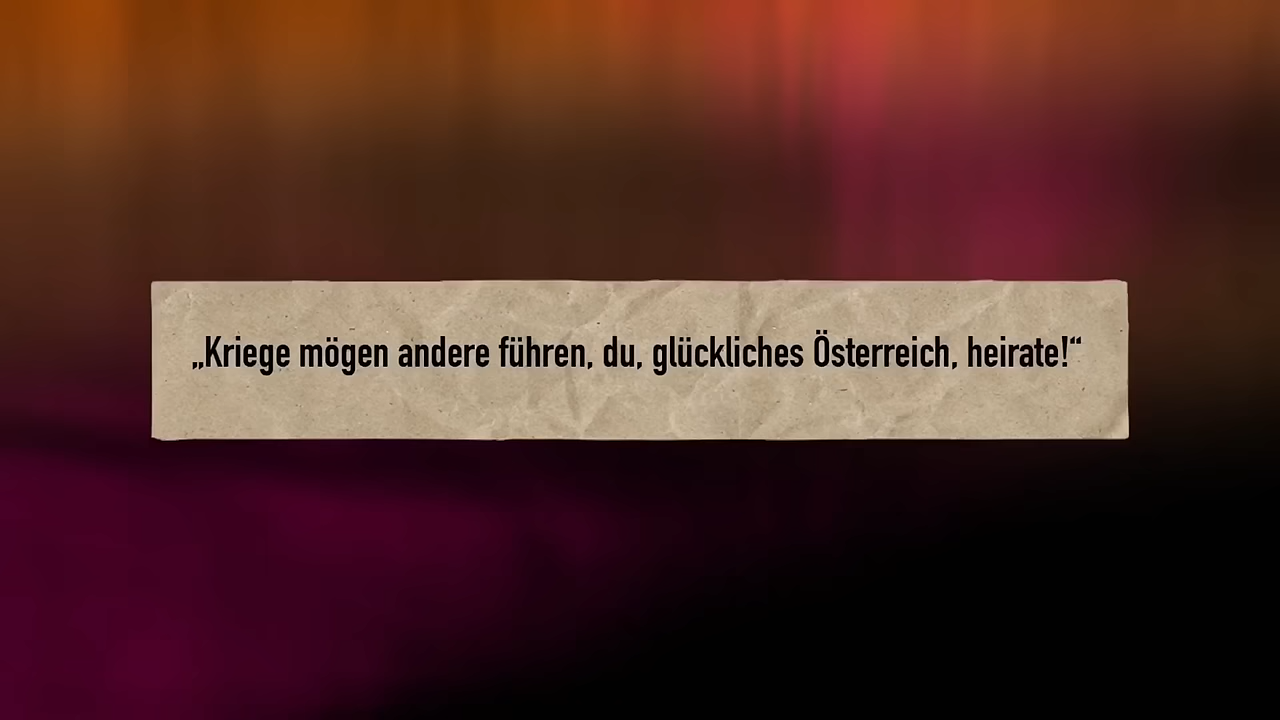 „Kriege mögen andere führen, du, glückliches Österreich, heirate!“